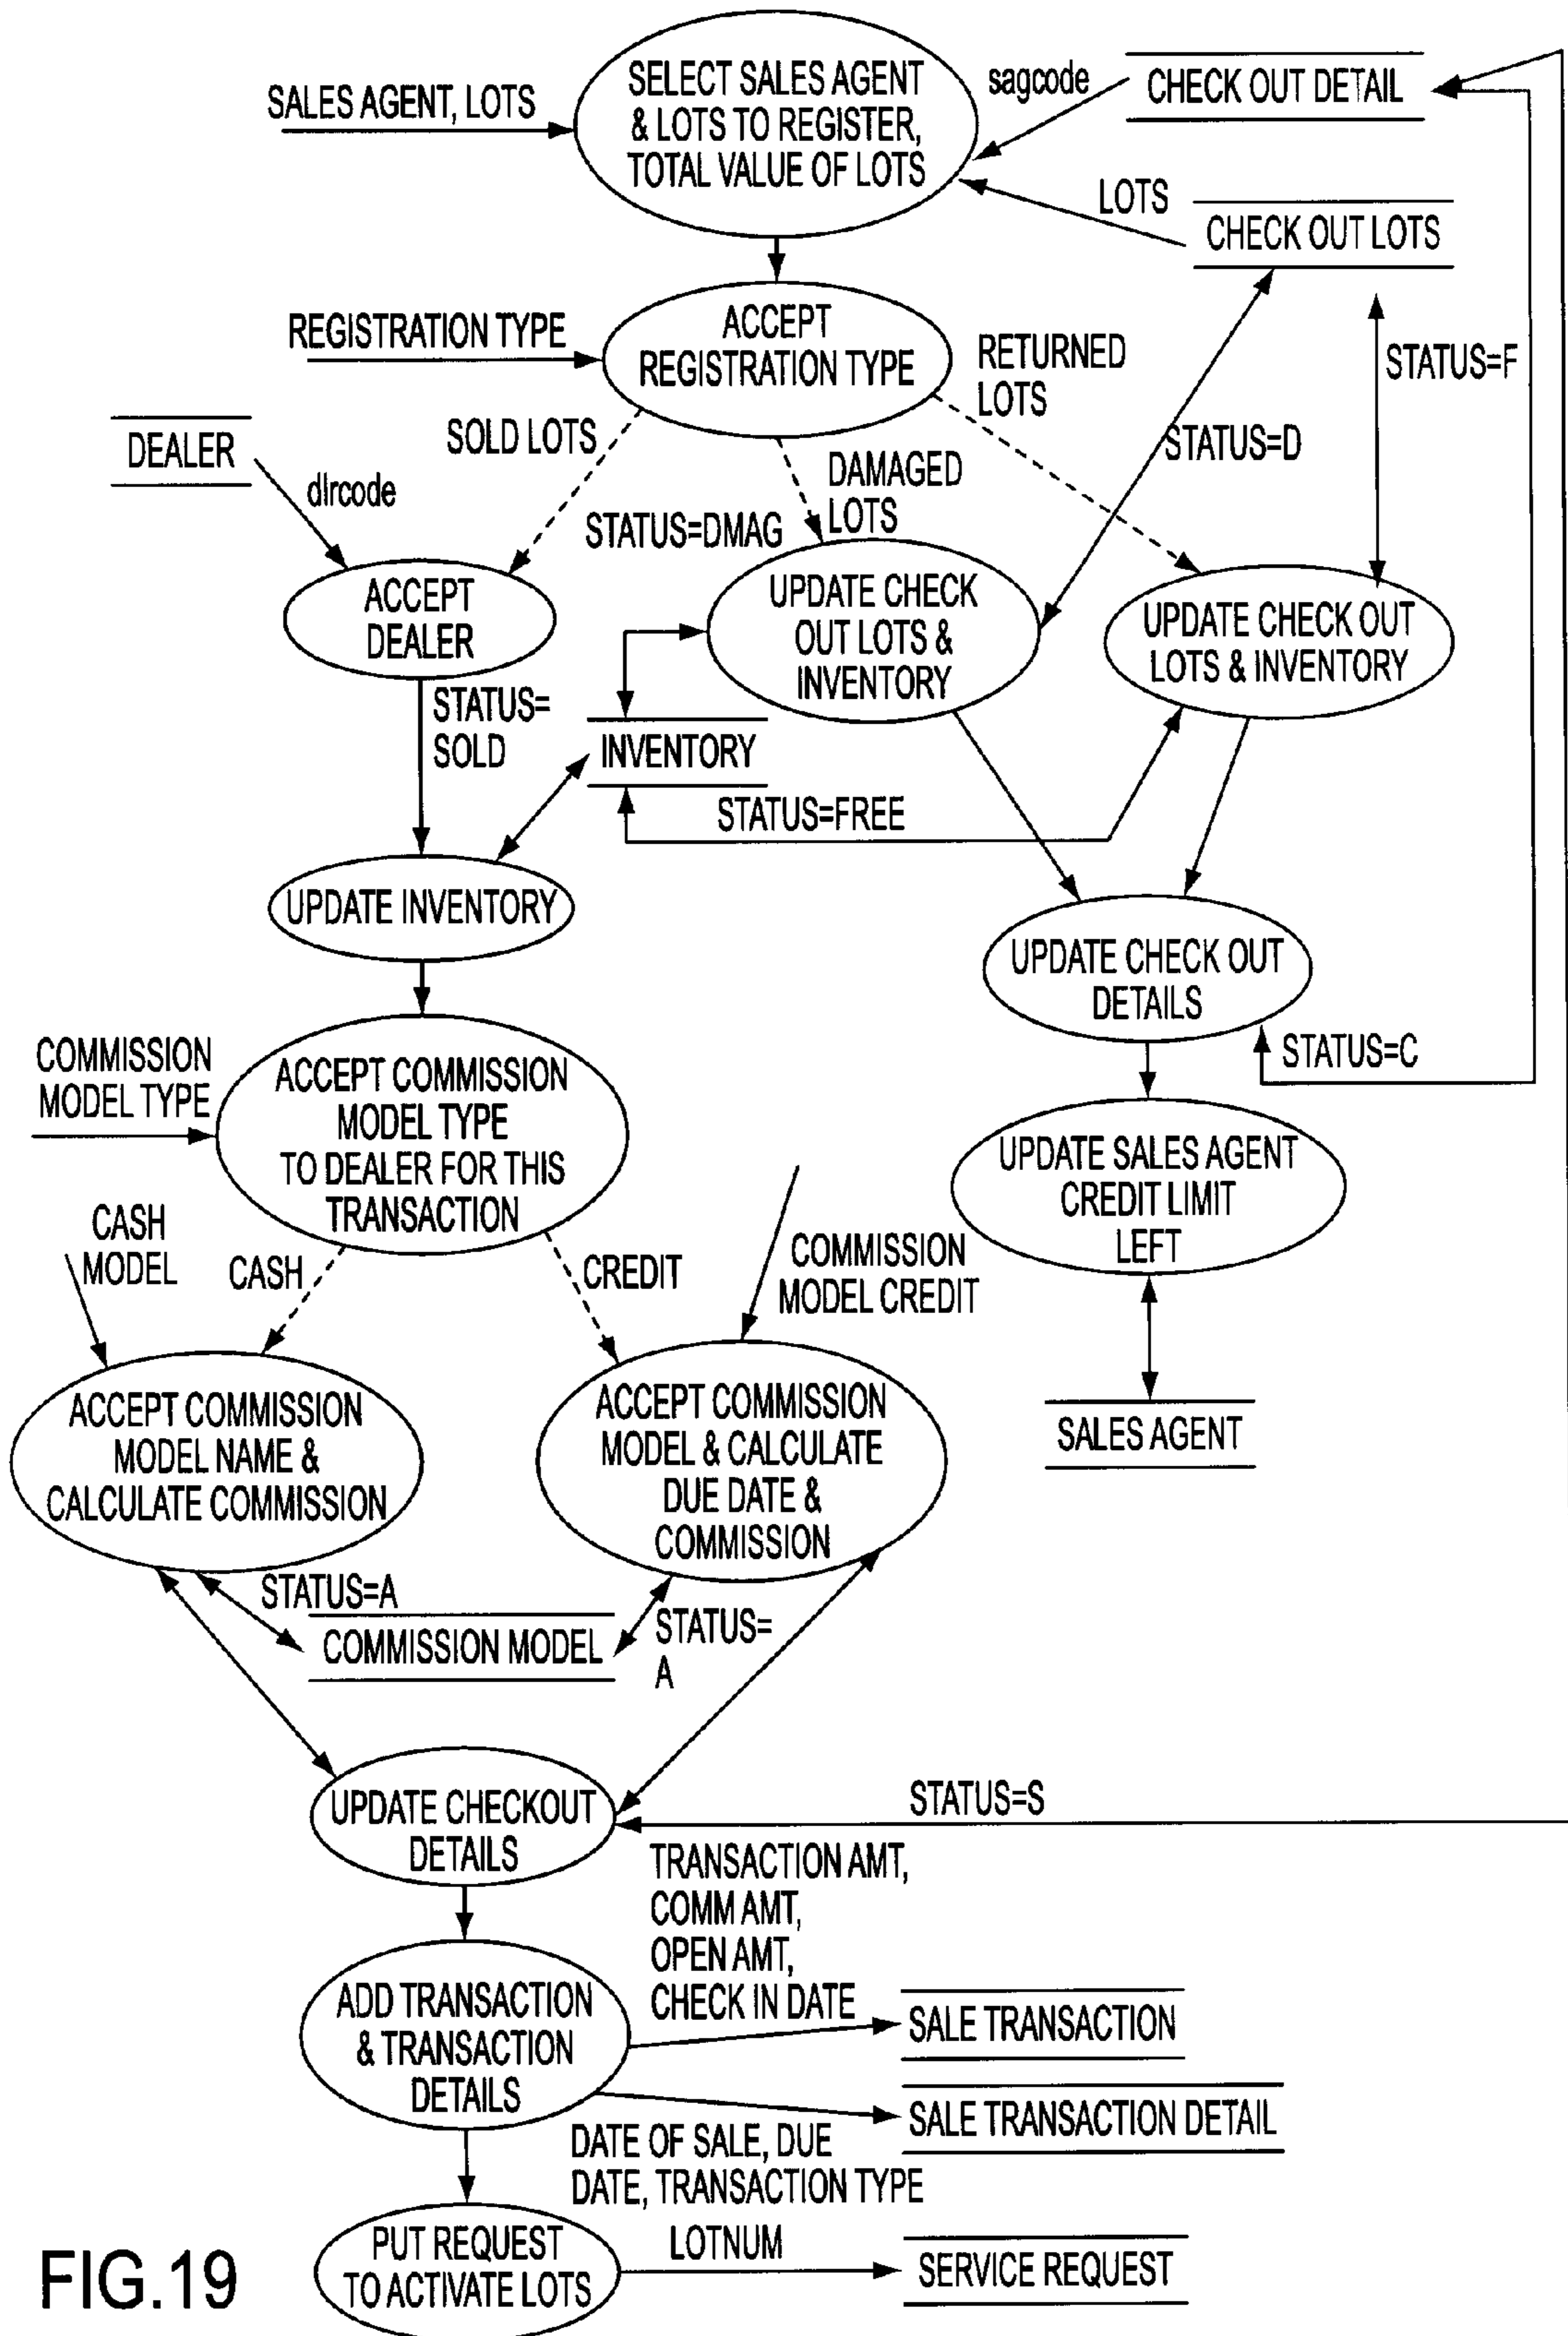 SELECT SALES AGENT
& LOTS TO REGISTER,
TOTAL VALUE OF LOTS
SALES AGENT, LOTS
sagcode
CHECK OUT DETAIL
LOTS
CHECK OUT LOTS
REGISTRATION TYPE
ACCEPT
REGISTRATION TYPE
RETURNED
LOTS
STATUS=F
DEALER
dlrcode
SOLD LOTS
STATUS=D
DAMAGED
LOTS
STATUS=DMAG
ACCEPT
DEALER
UPDATE CHECK
OUT LOTS &
INVENTORY
UPDATE CHECK OUT
LOTS & INVENTORY
STATUS=
SOLD
INVENTORY
STATUS=FREE
UPDATE INVENTORY
UPDATE CHECK OUT
DETAILS
STATUS=C
COMMISSION
MODEL TYPE
ACCEPT COMMISSION
MODEL TYPE
TO DEALER FOR THIS
TRANSACTION
UPDATE SALES AGENT
CREDIT LIMIT
LEFT
CASH
MODEL
CASH
CREDIT
COMMISSION
MODEL CREDIT
ACCEPT COMMISSION
MODEL NAME &
CALCULATE COMMISSION
ACCEPT COMMISSION
MODEL & CALCULATE
DUE DATE &
COMMISSION
SALES AGENT
STATUS=A
COMMISSION MODEL
STATUS=
A
UPDATE CHECKOUT
DETAILS
STATUS=S
TRANSACTION AMT,
COMM AMT,
OPEN AMT,
CHECK IN DATE
ADD TRANSACTION
& TRANSACTION
DETAILS
SALE TRANSACTION
SALE TRANSACTION DETAIL
DATE OF SALE, DUE
DATE, TRANSACTION TYPE
PUT REQUEST
TO ACTIVATE LOTS
LOTNUM
SERVICE REQUEST
FIG.19